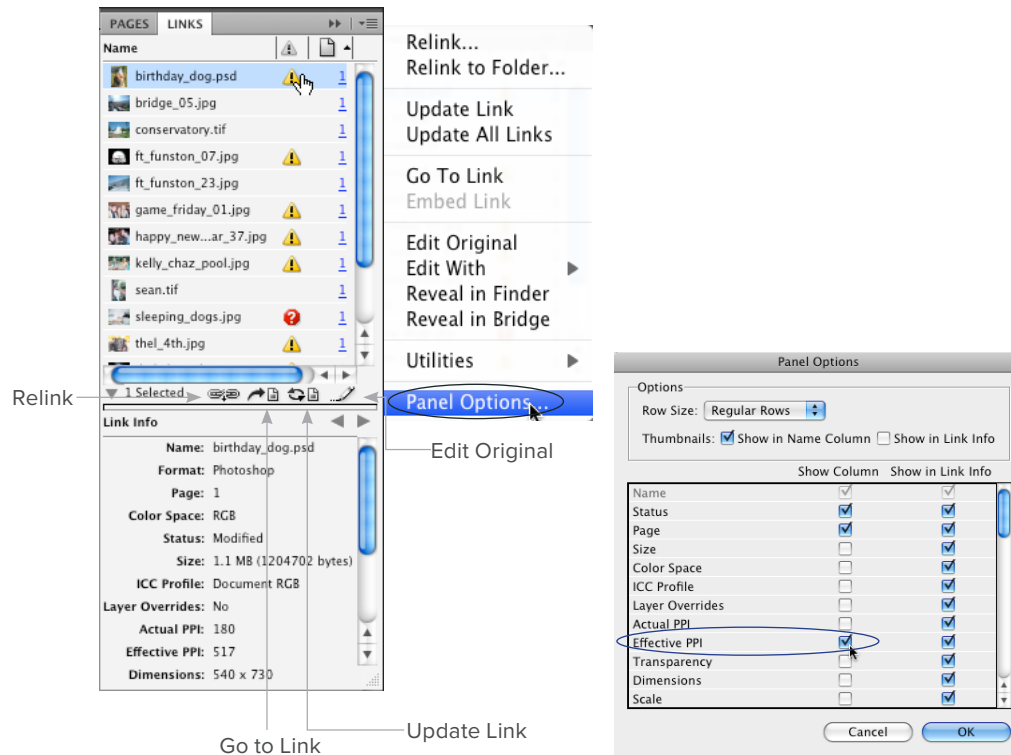 PAGES LINKS
Name
birthday_dog.psd 1
bridge_05.jpg 1
conservatory.tif 1
ft_funston_07.jpg 1
ft_funston_23.jpg 1
game_friday_01.jpg 1
happy_new...ar_37.jpg 1
kelly_chaz_pool.jpg 1
sean.tif 1
sleeping_dogs.jpg 1
thel_4th.jpg 1
1 Selected
Relink
Link Info
Name: birthday_dog.psd
Format: Photoshop
Page: 1
Color Space: RGB
Status: Modified
Size: 1.1 MB (1204702 bytes)
ICC Profile: Document RGB
Layer Overrides: No
Actual PPI: 180
Effective PPI: 517
Dimensions: 540 x 730
Go to Link
Update Link
Edit Original
Relink...
Relink to Folder...
Update Link
Update All Links
Go To Link
Embed Link
Edit Original
Edit With
Reveal in Finder
Reveal in Bridge
Utilities
Panel Options...
Panel Options
Options
Row Size: Regular Rows
Thumbnails: Show in Name Column Show in Link Info
Show Column Show in Link Info
Name
Status
Page
Size
Color Space
ICC Profile
Layer Overrides
Actual PPI
Effective PPI
Transparency
Dimensions
Scale
Cancel OK